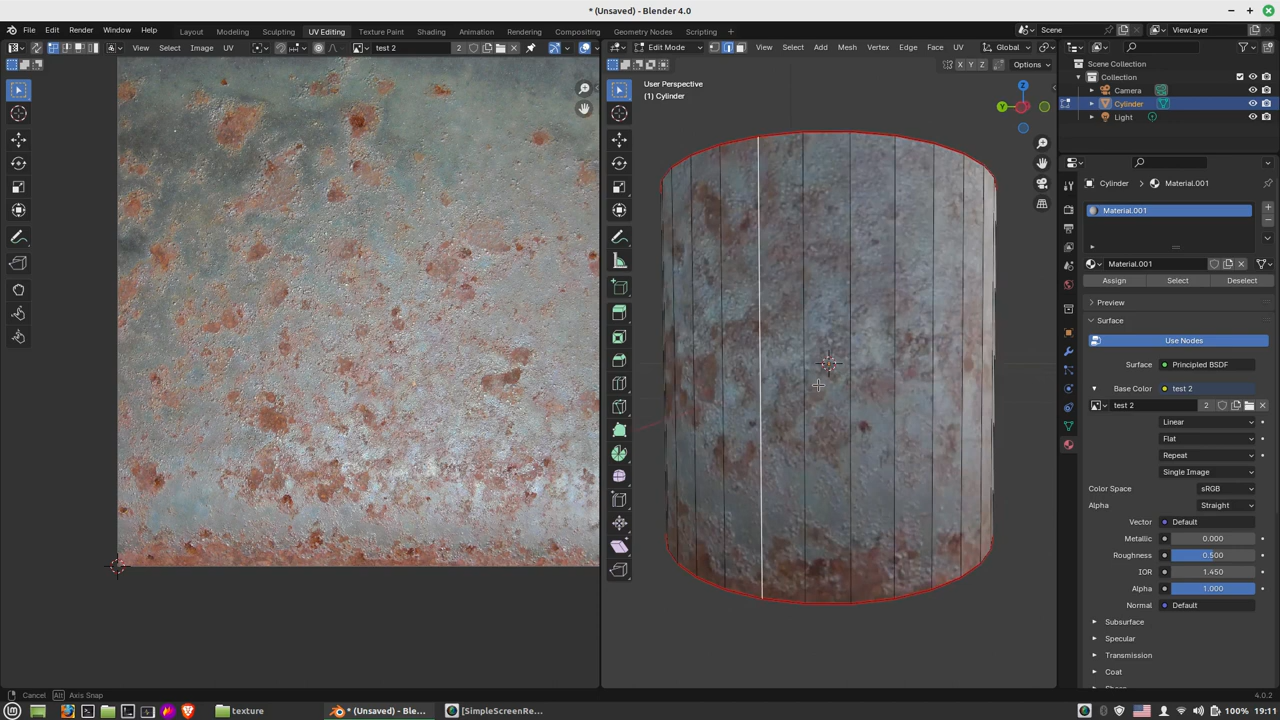 * (Unsaved) - Blender 4.0
File Edit Render Window Help Layout Modeling Sculpting UV Editing Texture Paint Shading Animation Rendering Compositing Geometry Nodes Scripting Scene ViewLayer
View Select Image UV test 2 2 Edit Mode View Select Add Mesh Vertex Edge Face UV Global
X Y Z Options
User Perspective
(1) Cylinder
Z
Y
Scene Collection
Collection
Camera
Cylinder
Light
Cylinder Material.001
Material.001
Material.001
Assign Select Deselect
Preview
Surface
Use Nodes
Surface Principled BSDF
Base Color test 2
test 2 2
Linear
Flat
Repeat
Single Image
Color Space sRGB
Alpha Straight
Vector Default
Metallic 0.000
Roughness 0.500
IOR 1.450
Alpha 1.000
Normal Default
Subsurface
Specular
Transmission
Coat
Cancel Alt Axis Snap 4.0.2
texture * (Unsaved) - Ble... [SimpleScreenRe... 100% 19:11